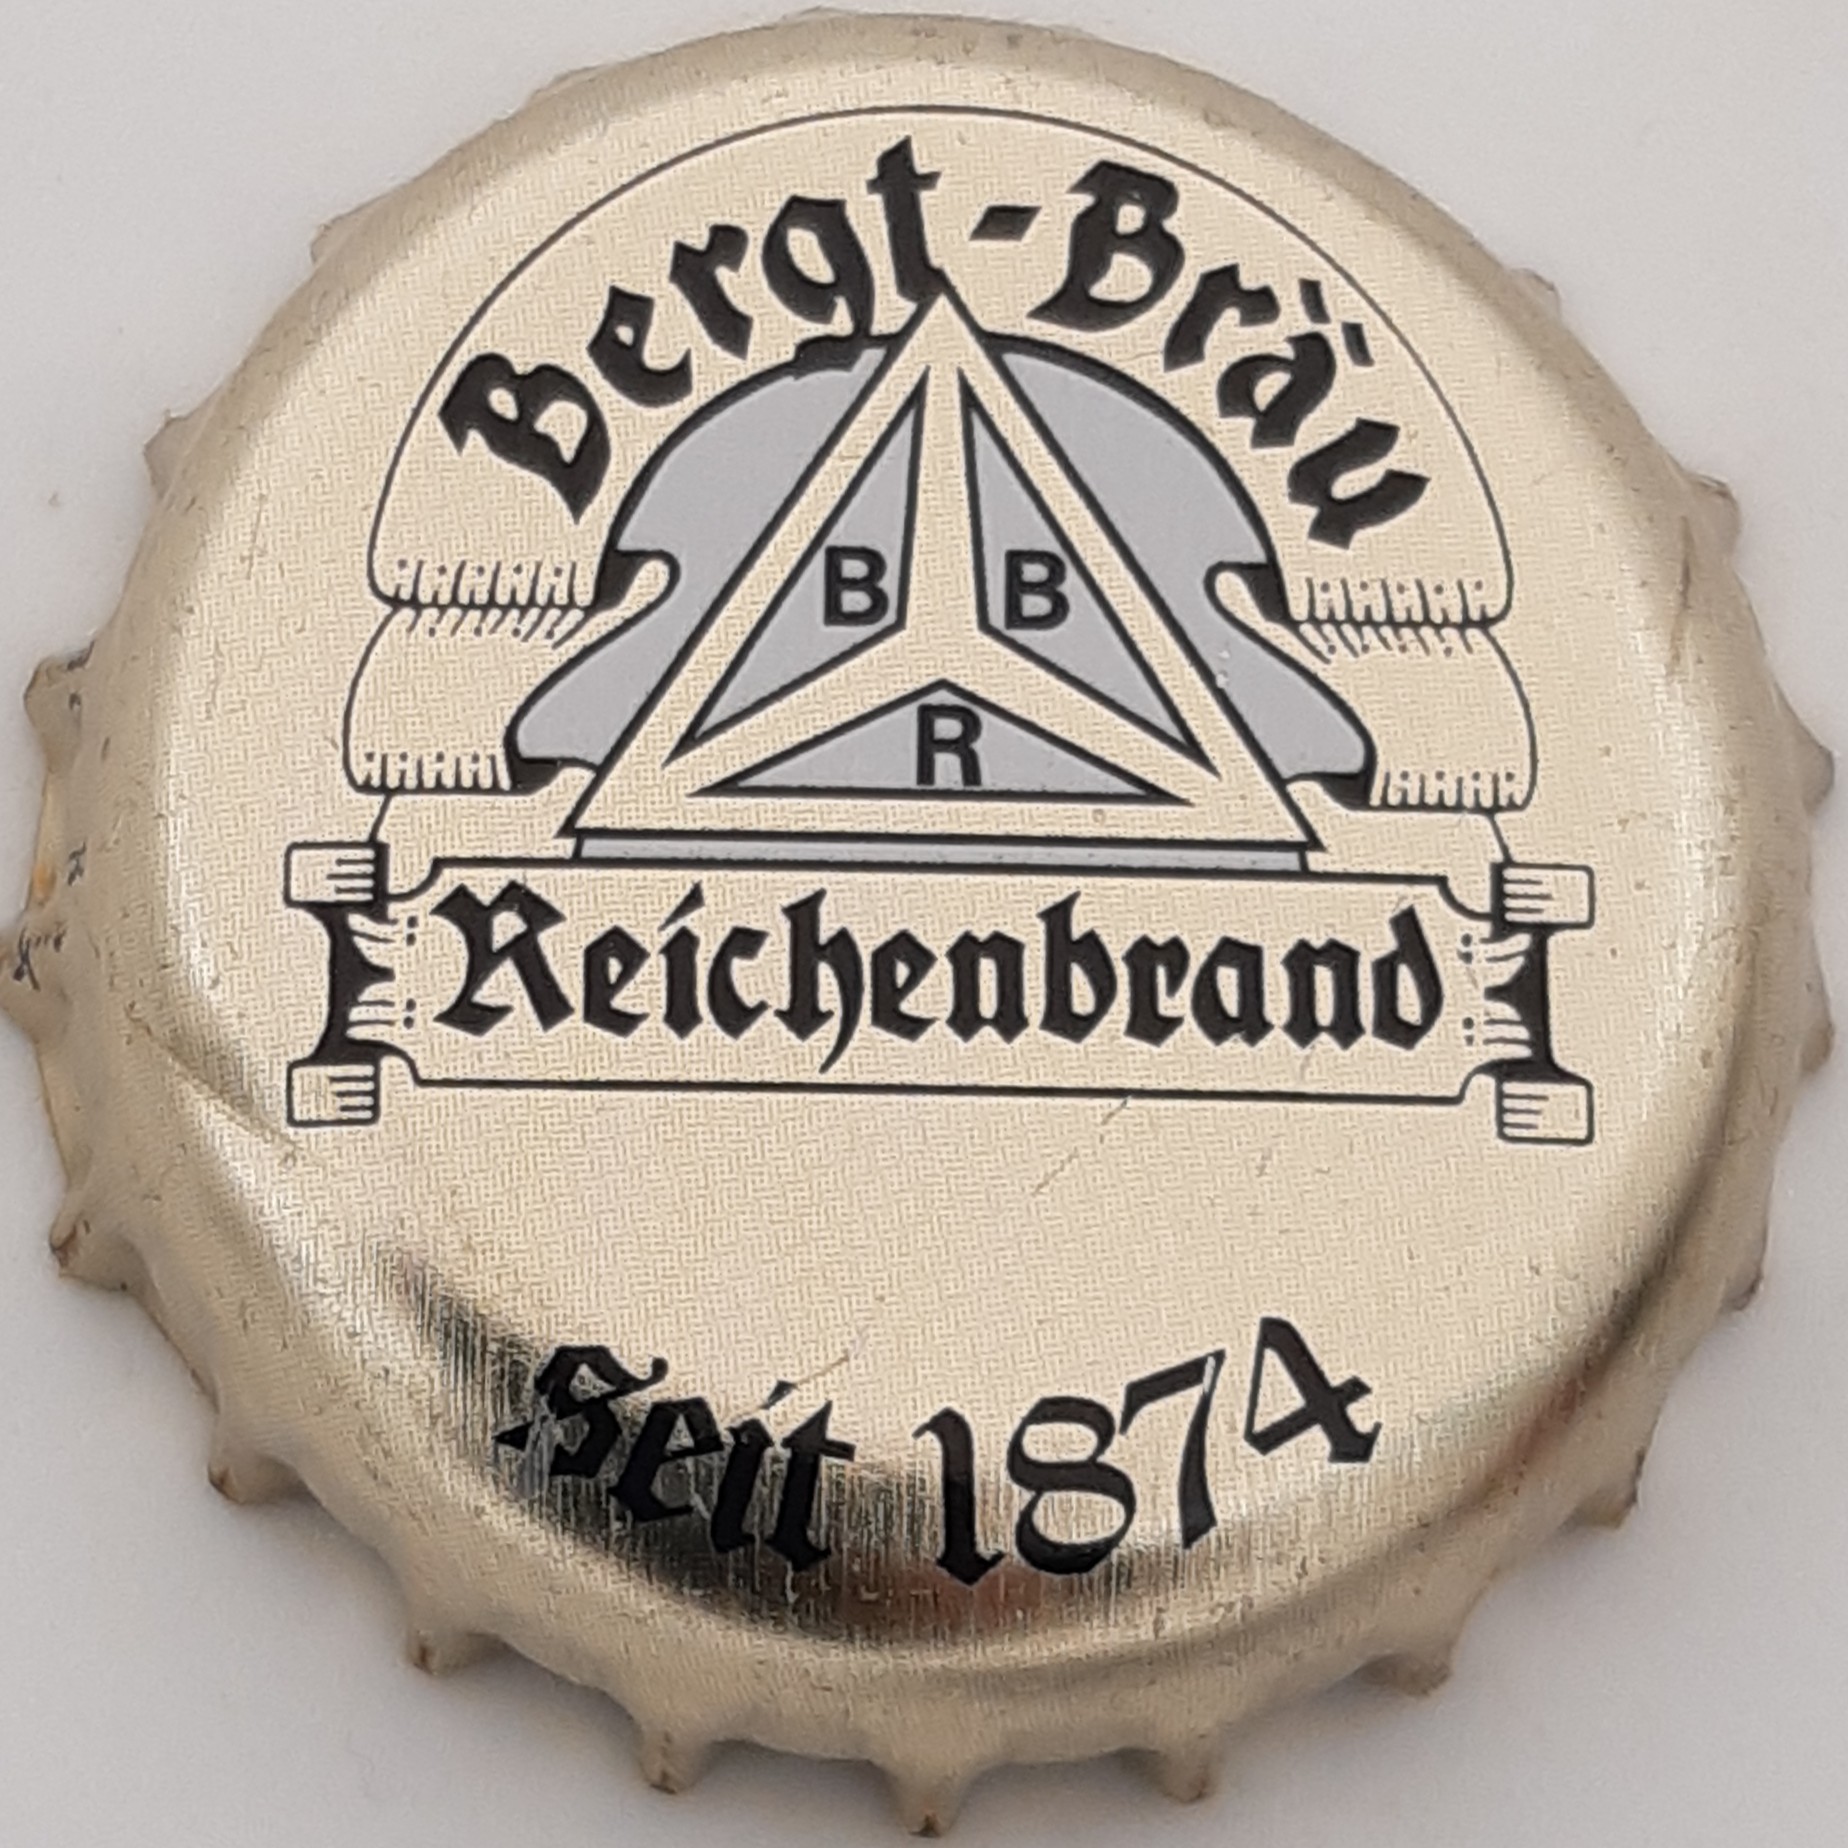 Bergt-Bräu
B B
R
Reichenbrand
Seit 1874